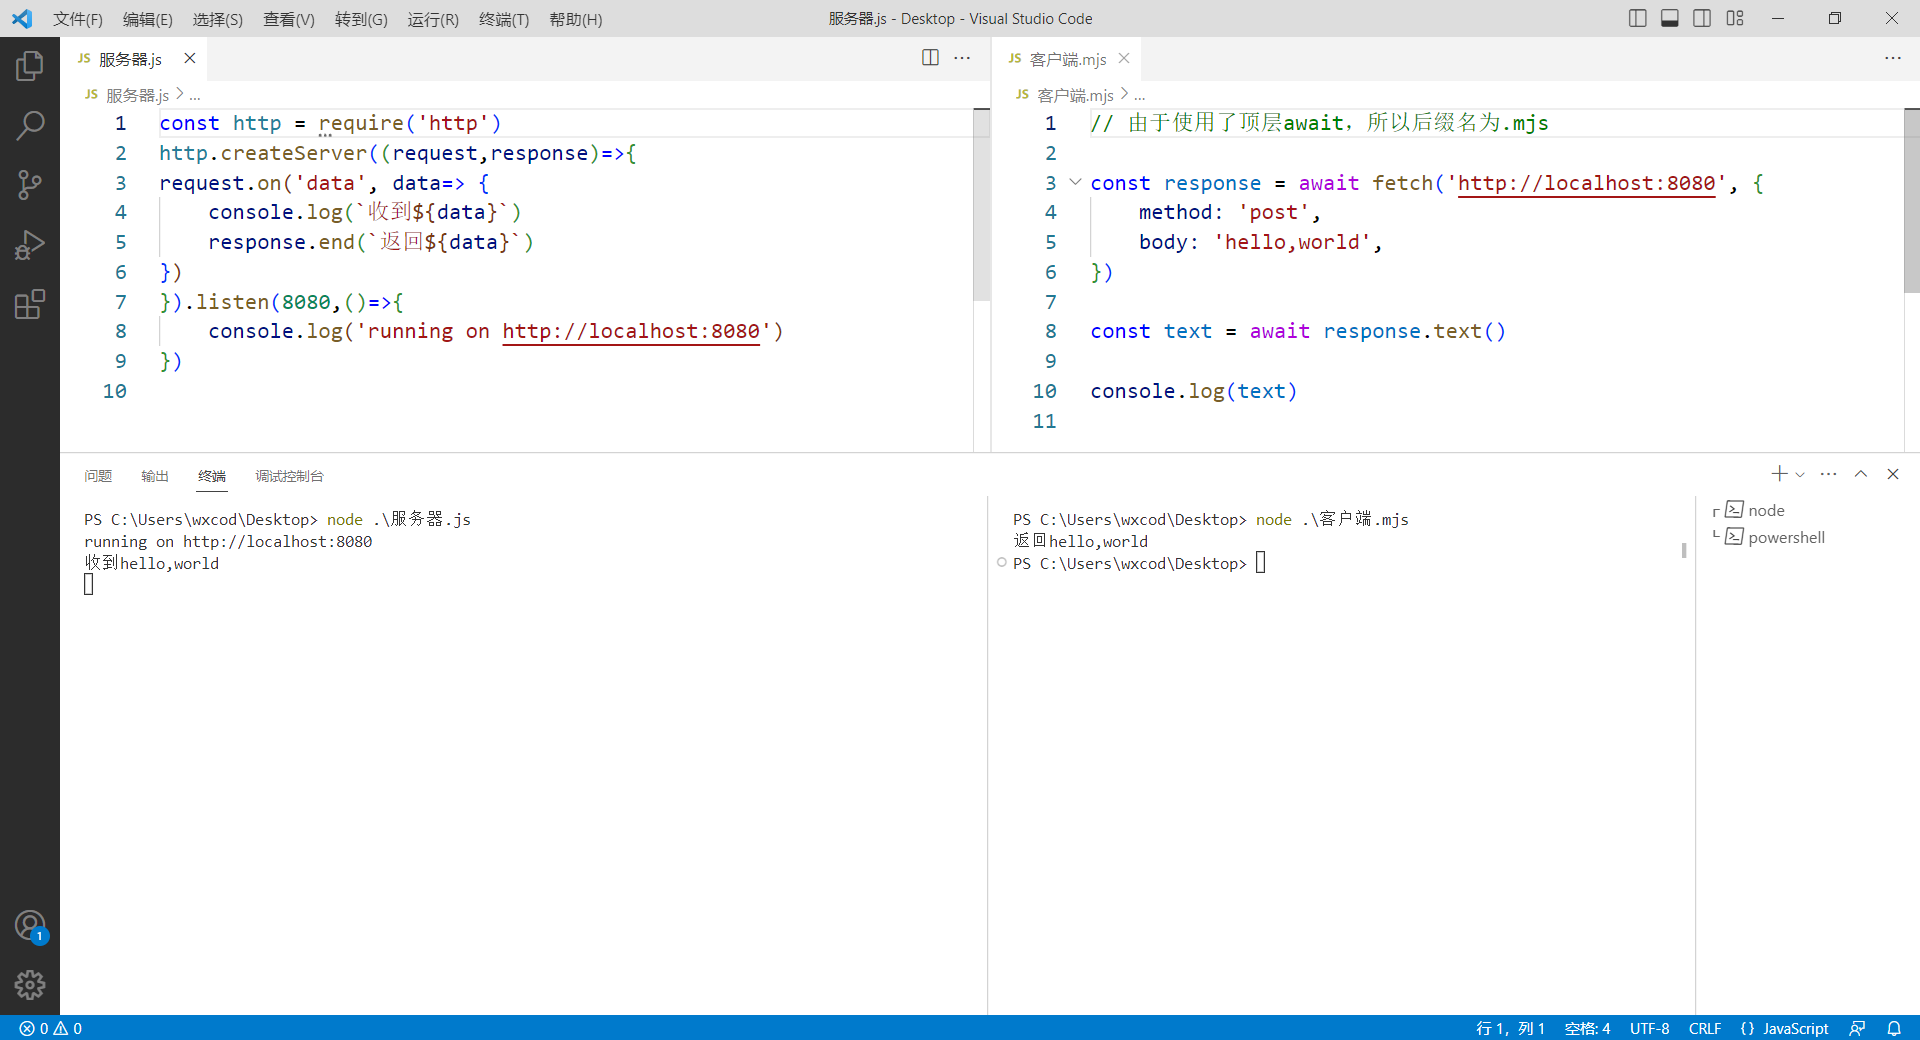 文件(F) 编辑(E) 选择(S) 查看(V) 转到(G) 运行(R) 终端(T) 帮助(H) 服务器.js - Desktop - Visual Studio Code
JS 服务器.js
JS 服务器.js > ...
1 const http = require('http')
2 http.createServer((request,response)=>{
3 request.on('data', data=> {
4     console.log(`收到${data}`)
5     response.end(`返回${data}`)
6 })
7 }).listen(8080,()=>{
8     console.log('running on http://localhost:8080')
9 })
10
JS 客户端.mjs
JS 客户端.mjs > ...
1 // 由于使用了顶层await，所以后缀名为.mjs
2
3 const response = await fetch('http://localhost:8080', {
4     method: 'post',
5     body: 'hello,world',
6 })
7
8 const text = await response.text()
9
10 console.log(text)
11
问题 输出 终端 调试控制台
PS C:\Users\wxcod\Desktop> node .\服务器.js
running on http://localhost:8080
收到hello,world
PS C:\Users\wxcod\Desktop> node .\客户端.mjs
返回hello,world
PS C:\Users\wxcod\Desktop>
node
powershell
1
0 0 行 1，列 1 空格: 4 UTF-8 CRLF {} JavaScript